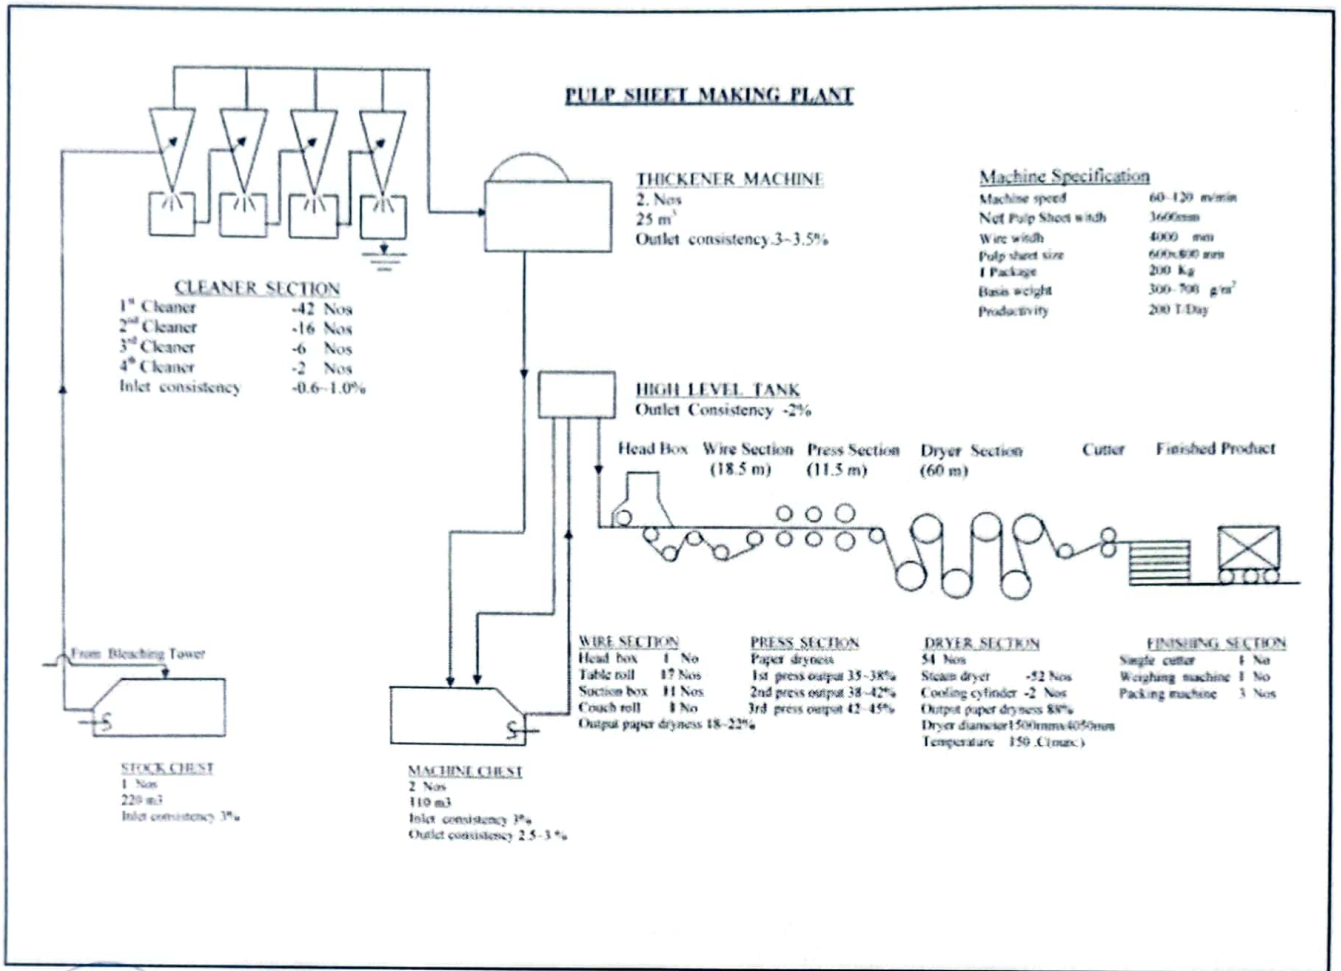 PULP SHEET MAKING PLANT
THICKENER MACHINE
2. Nos
25 m³
Outlet consistency.3~3.5%
Machine Specification
Machine speed 60~120 m/min
Net Pulp Sheet witdh 3600mm
Wire witdh 4000 mm
Pulp sheet size 600x800 mm
1 Package 200 Kg
Basis weight 300~700 g/m²
Productivity 200 T/Day
CLEANER SECTION
1st Cleaner -42 Nos
2nd Cleaner -16 Nos
3rd Cleaner -6 Nos
4th Cleaner -2 Nos
Inlet consistency -0.6~1.0%
HIGH LEVEL TANK
Outlet Consistency -2%
Head Box Wire Section Press Section Dryer Section Cutter Finished Product
(18.5 m) (11.5 m) (60 m)
From Bleaching Tower
STOCK CHEST
1 Nos
220 m3
Inlet consistency 3%
MACHINE CHEST
2 Nos
110 m3
Inlet consistency 3%
Outlet consistency 2.5~3 %
WIRE SECTION
Head box 1 No
Table roll 17 Nos
Suction box 11 Nos
Couch roll 1 No
Output paper dryness 18~22%
PRESS SECTION
Paper dryness
1st press output 35~38%
2nd press output 38~42%
3rd press output 42~45%
DRYER SECTION
54 Nos
Steam dryer -52 Nos
Cooling cylinder -2 Nos
Output paper dryness 88%
Dryer diameter1500mmx4050mm
Temperature 150 .C(max.)
FINISHING SECTION
Single cutter 1 No
Weighing machine 1 No
Packing machine 3 Nos